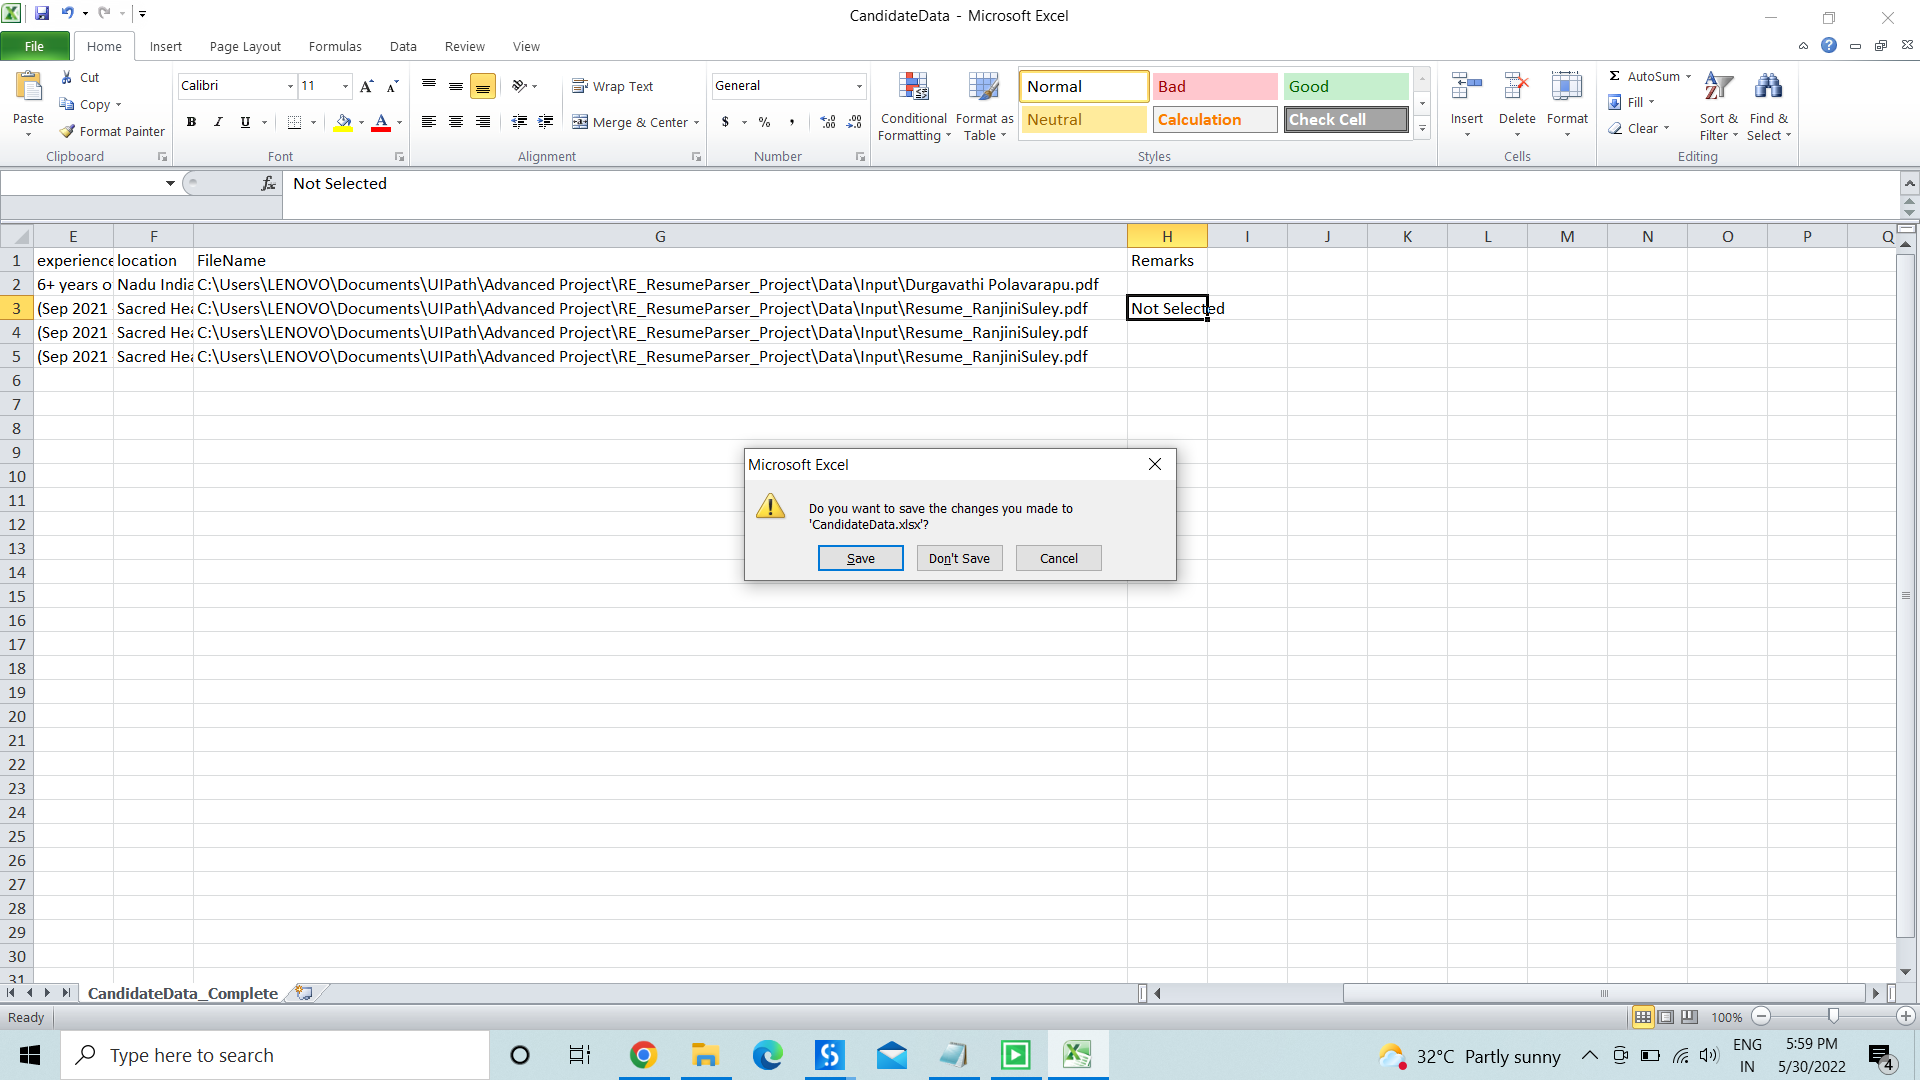 CandidateData - Microsoft Excel
File Home Insert Page Layout Formulas Data Review View
Paste Cut Copy Format Painter Clipboard
Calibri 11 B I U A Font
Wrap Text Merge & Center Alignment
General $ % , Number
Conditional Formatting Format as Table
Normal Bad Good
Neutral Calculation Check Cell
Styles
Insert Delete Format Cells
Σ AutoSum Fill Clear Sort & Filter Find & Select Editing
fx Not Selected
E F G H I J K L M N O P Q
1 experience location FileName Remarks
2 6+ years o Nadu India C:\Users\LENOVO\Documents\UIPath\Advanced Project\RE_ResumeParser_Project\Data\Input\Durgavathi Polavarapu.pdf
3 (Sep 2021 Sacred Hea C:\Users\LENOVO\Documents\UIPath\Advanced Project\RE_ResumeParser_Project\Data\Input\Resume_RanjiniSuley.pdf Not Selected
4 (Sep 2021 Sacred Hea C:\Users\LENOVO\Documents\UIPath\Advanced Project\RE_ResumeParser_Project\Data\Input\Resume_RanjiniSuley.pdf
5 (Sep 2021 Sacred Hea C:\Users\LENOVO\Documents\UIPath\Advanced Project\RE_ResumeParser_Project\Data\Input\Resume_RanjiniSuley.pdf
6
7
8
9
10
11
12
13
14
15
16
17
18
19
20
21
22
23
24
25
26
27
28
29
30
31
Microsoft Excel
Do you want to save the changes you made to
'CandidateData.xlsx'?
Save Don't Save Cancel
CandidateData_Complete
Ready 100%
Type here to search
32°C Partly sunny
ENG
IN
5:59 PM
5/30/2022
4